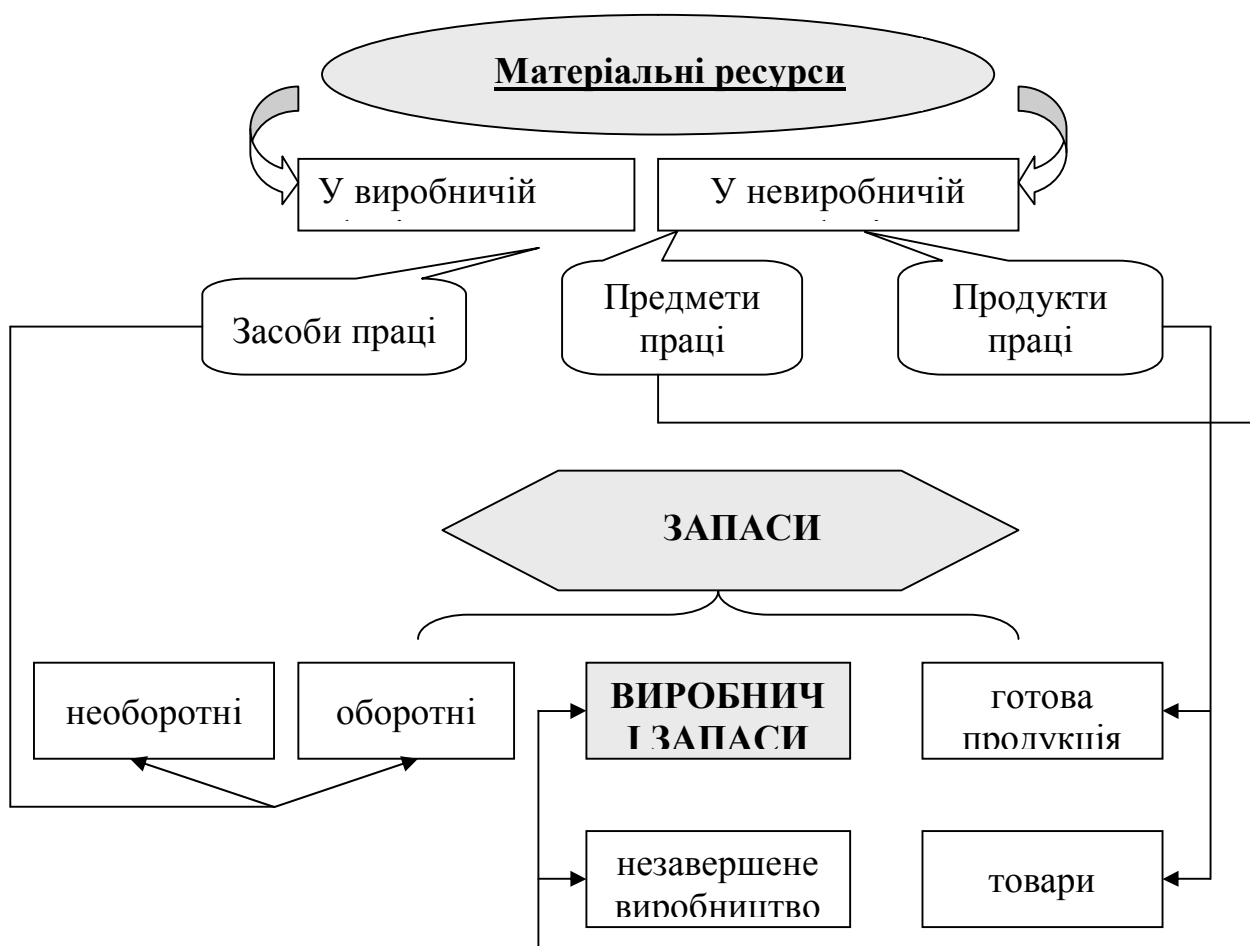 Матеріальні ресурси
У виробничій
У невиробничій
Засоби праці
Предмети
праці
Продукти
праці
ЗАПАСИ
необоротні
оборотні
ВИРОБНИЧ
І ЗАПАСИ
готова
продукція
незавершене
виробництво
товари